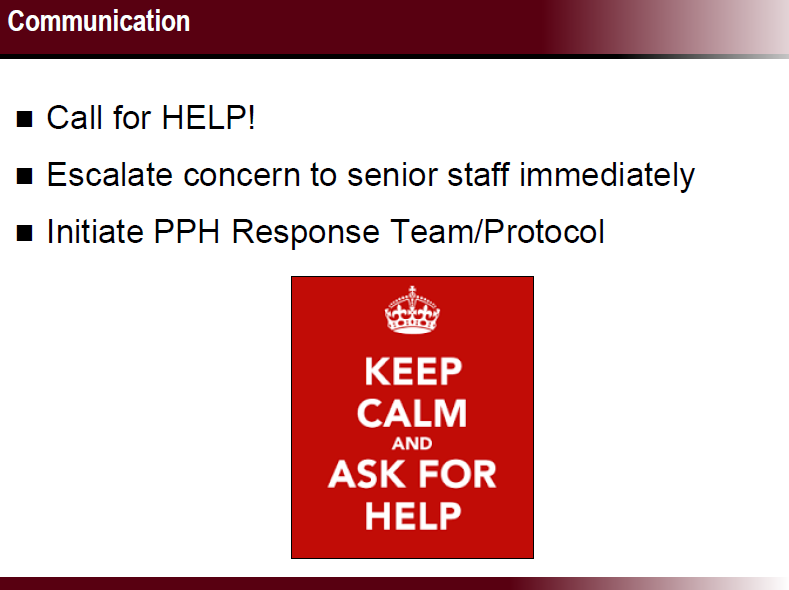 Communication
Call for HELP!
Escalate concern to senior staff immediately
Initiate PPH Response Team/Protocol
KEEP
CALM
AND
ASK FOR
HELP